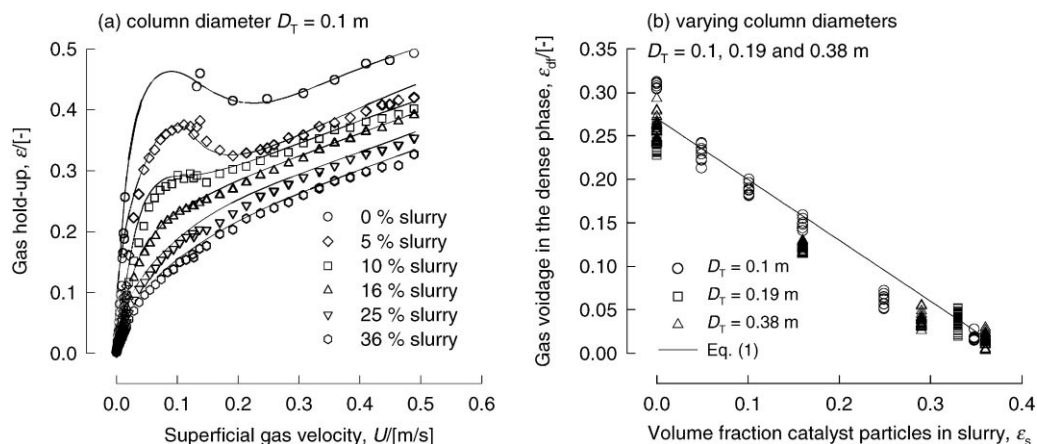 (a) column diameter D_T = 0.1 m
Gas hold-up, ε/[-]
0.5
0.4
0.3
0.2
0.1
0.0
0 % slurry
5 % slurry
10 % slurry
16 % slurry
25 % slurry
36 % slurry
0.0 0.1 0.2 0.3 0.4 0.5 0.6
Superficial gas velocity, U/[m/s]
(b) varying column diameters
D_T = 0.1, 0.19 and 0.38 m
Gas voidage in the dense phase, ε_df/[-]
0.35
0.30
0.25
0.20
0.15
0.10
0.05
0.00
D_T = 0.1 m
D_T = 0.19 m
D_T = 0.38 m
Eq. (1)
0.0 0.1 0.2 0.3 0.4
Volume fraction catalyst particles in slurry, ε_s